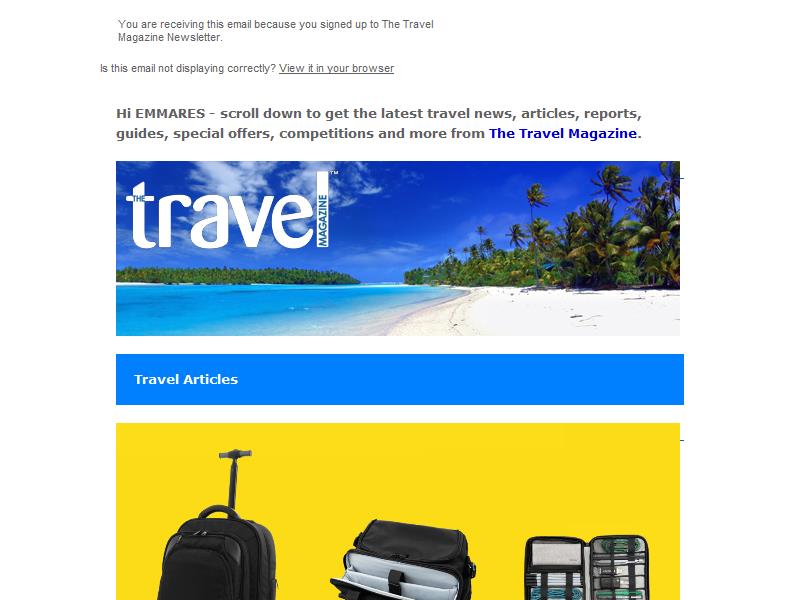 You are receiving this email because you signed up to The Travel
Magazine Newsletter.
Is this email not displaying correctly? View it in your browser
Hi EMMARES - scroll down to get the latest travel news, articles, reports,
guides, special offers, competitions and more from The Travel Magazine.
THE travel MAGAZINE ™
Travel Articles